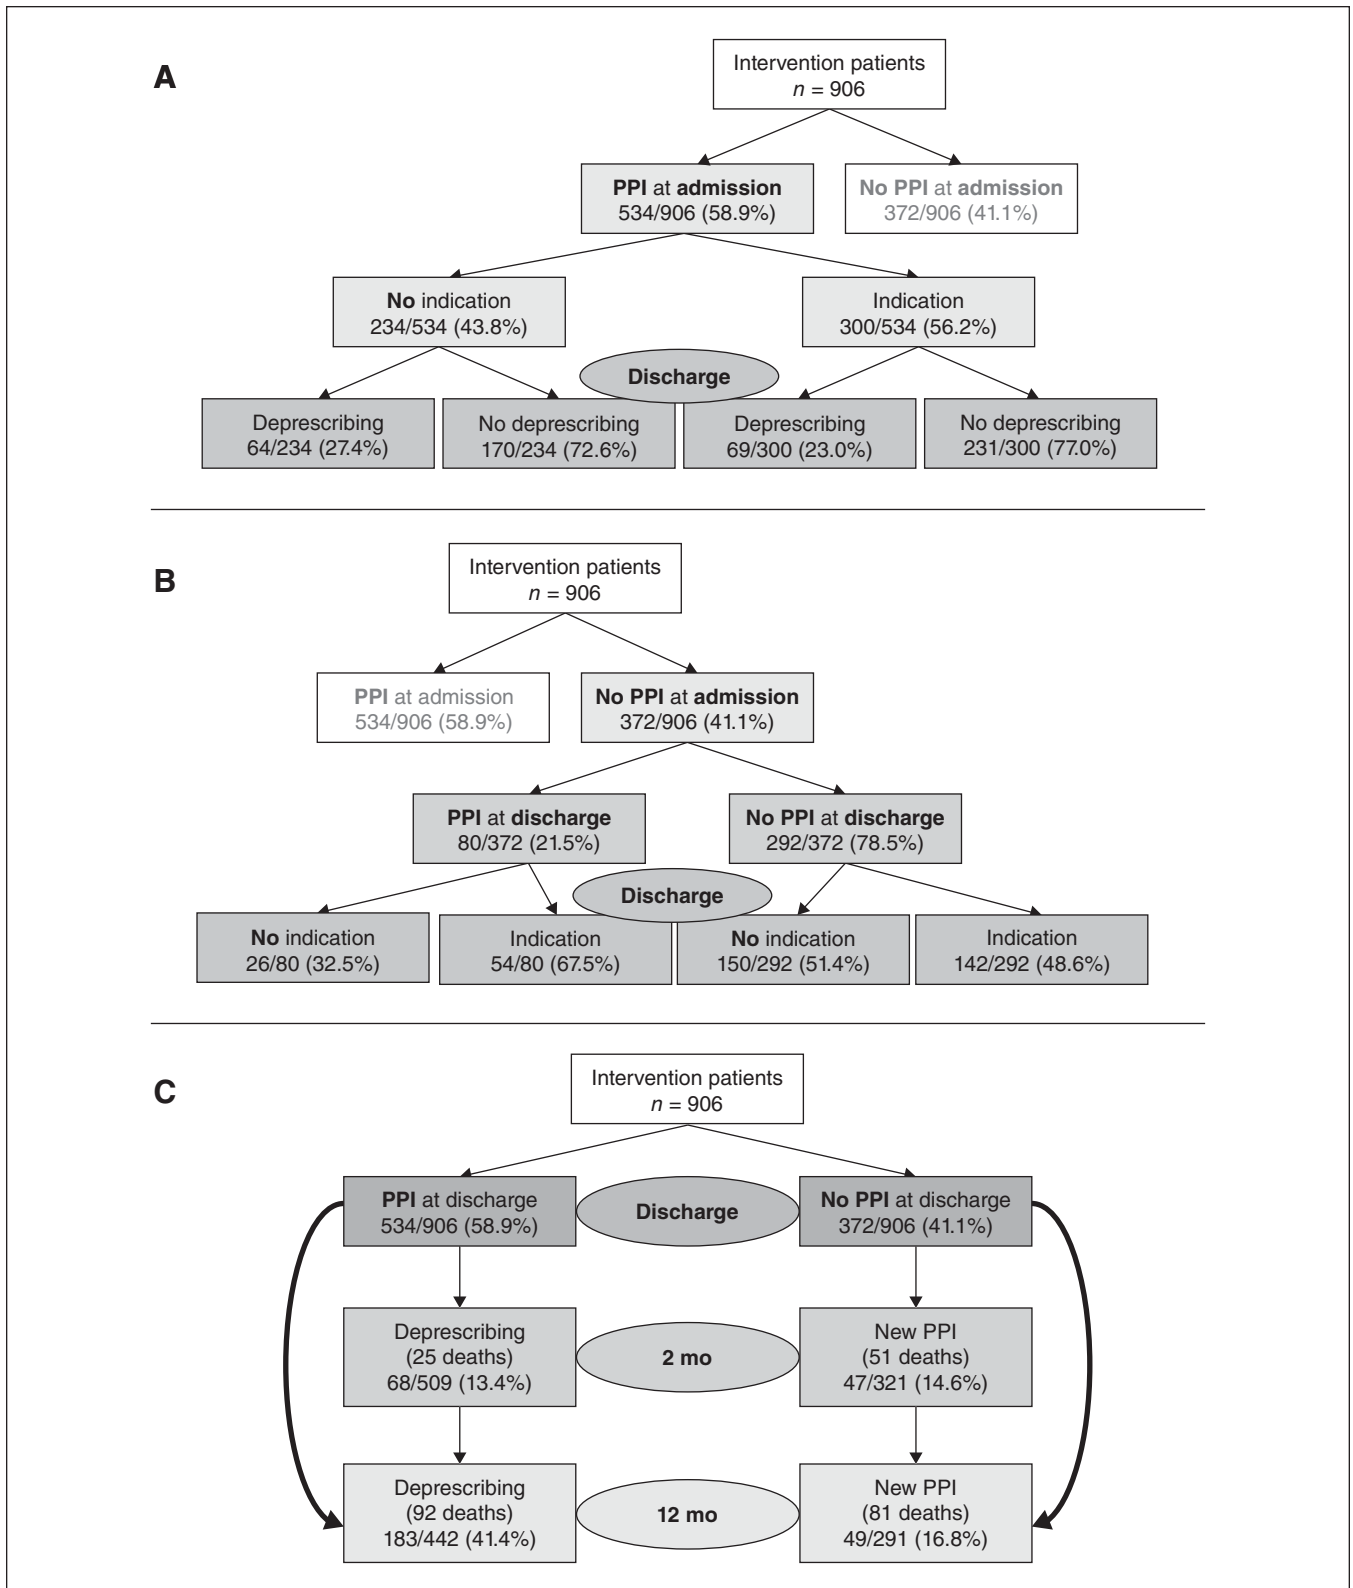 A
Intervention patients
n = 906
PPI at admission
534/906 (58.9%)
No PPI at admission
372/906 (41.1%)
No indication
234/534 (43.8%)
Indication
300/534 (56.2%)
Discharge
Deprescribing
64/234 (27.4%)
No deprescribing
170/234 (72.6%)
Deprescribing
69/300 (23.0%)
No deprescribing
231/300 (77.0%)
B
Intervention patients
n = 906
PPI at admission
534/906 (58.9%)
No PPI at admission
372/906 (41.1%)
PPI at discharge
80/372 (21.5%)
No PPI at discharge
292/372 (78.5%)
Discharge
No indication
26/80 (32.5%)
Indication
54/80 (67.5%)
No indication
150/292 (51.4%)
Indication
142/292 (48.6%)
C
Intervention patients
n = 906
PPI at discharge
534/906 (58.9%)
Discharge
No PPI at discharge
372/906 (41.1%)
Deprescribing
(25 deaths)
68/509 (13.4%)
2 mo
New PPI
(51 deaths)
47/321 (14.6%)
Deprescribing
(92 deaths)
183/442 (41.4%)
12 mo
New PPI
(81 deaths)
49/291 (16.8%)